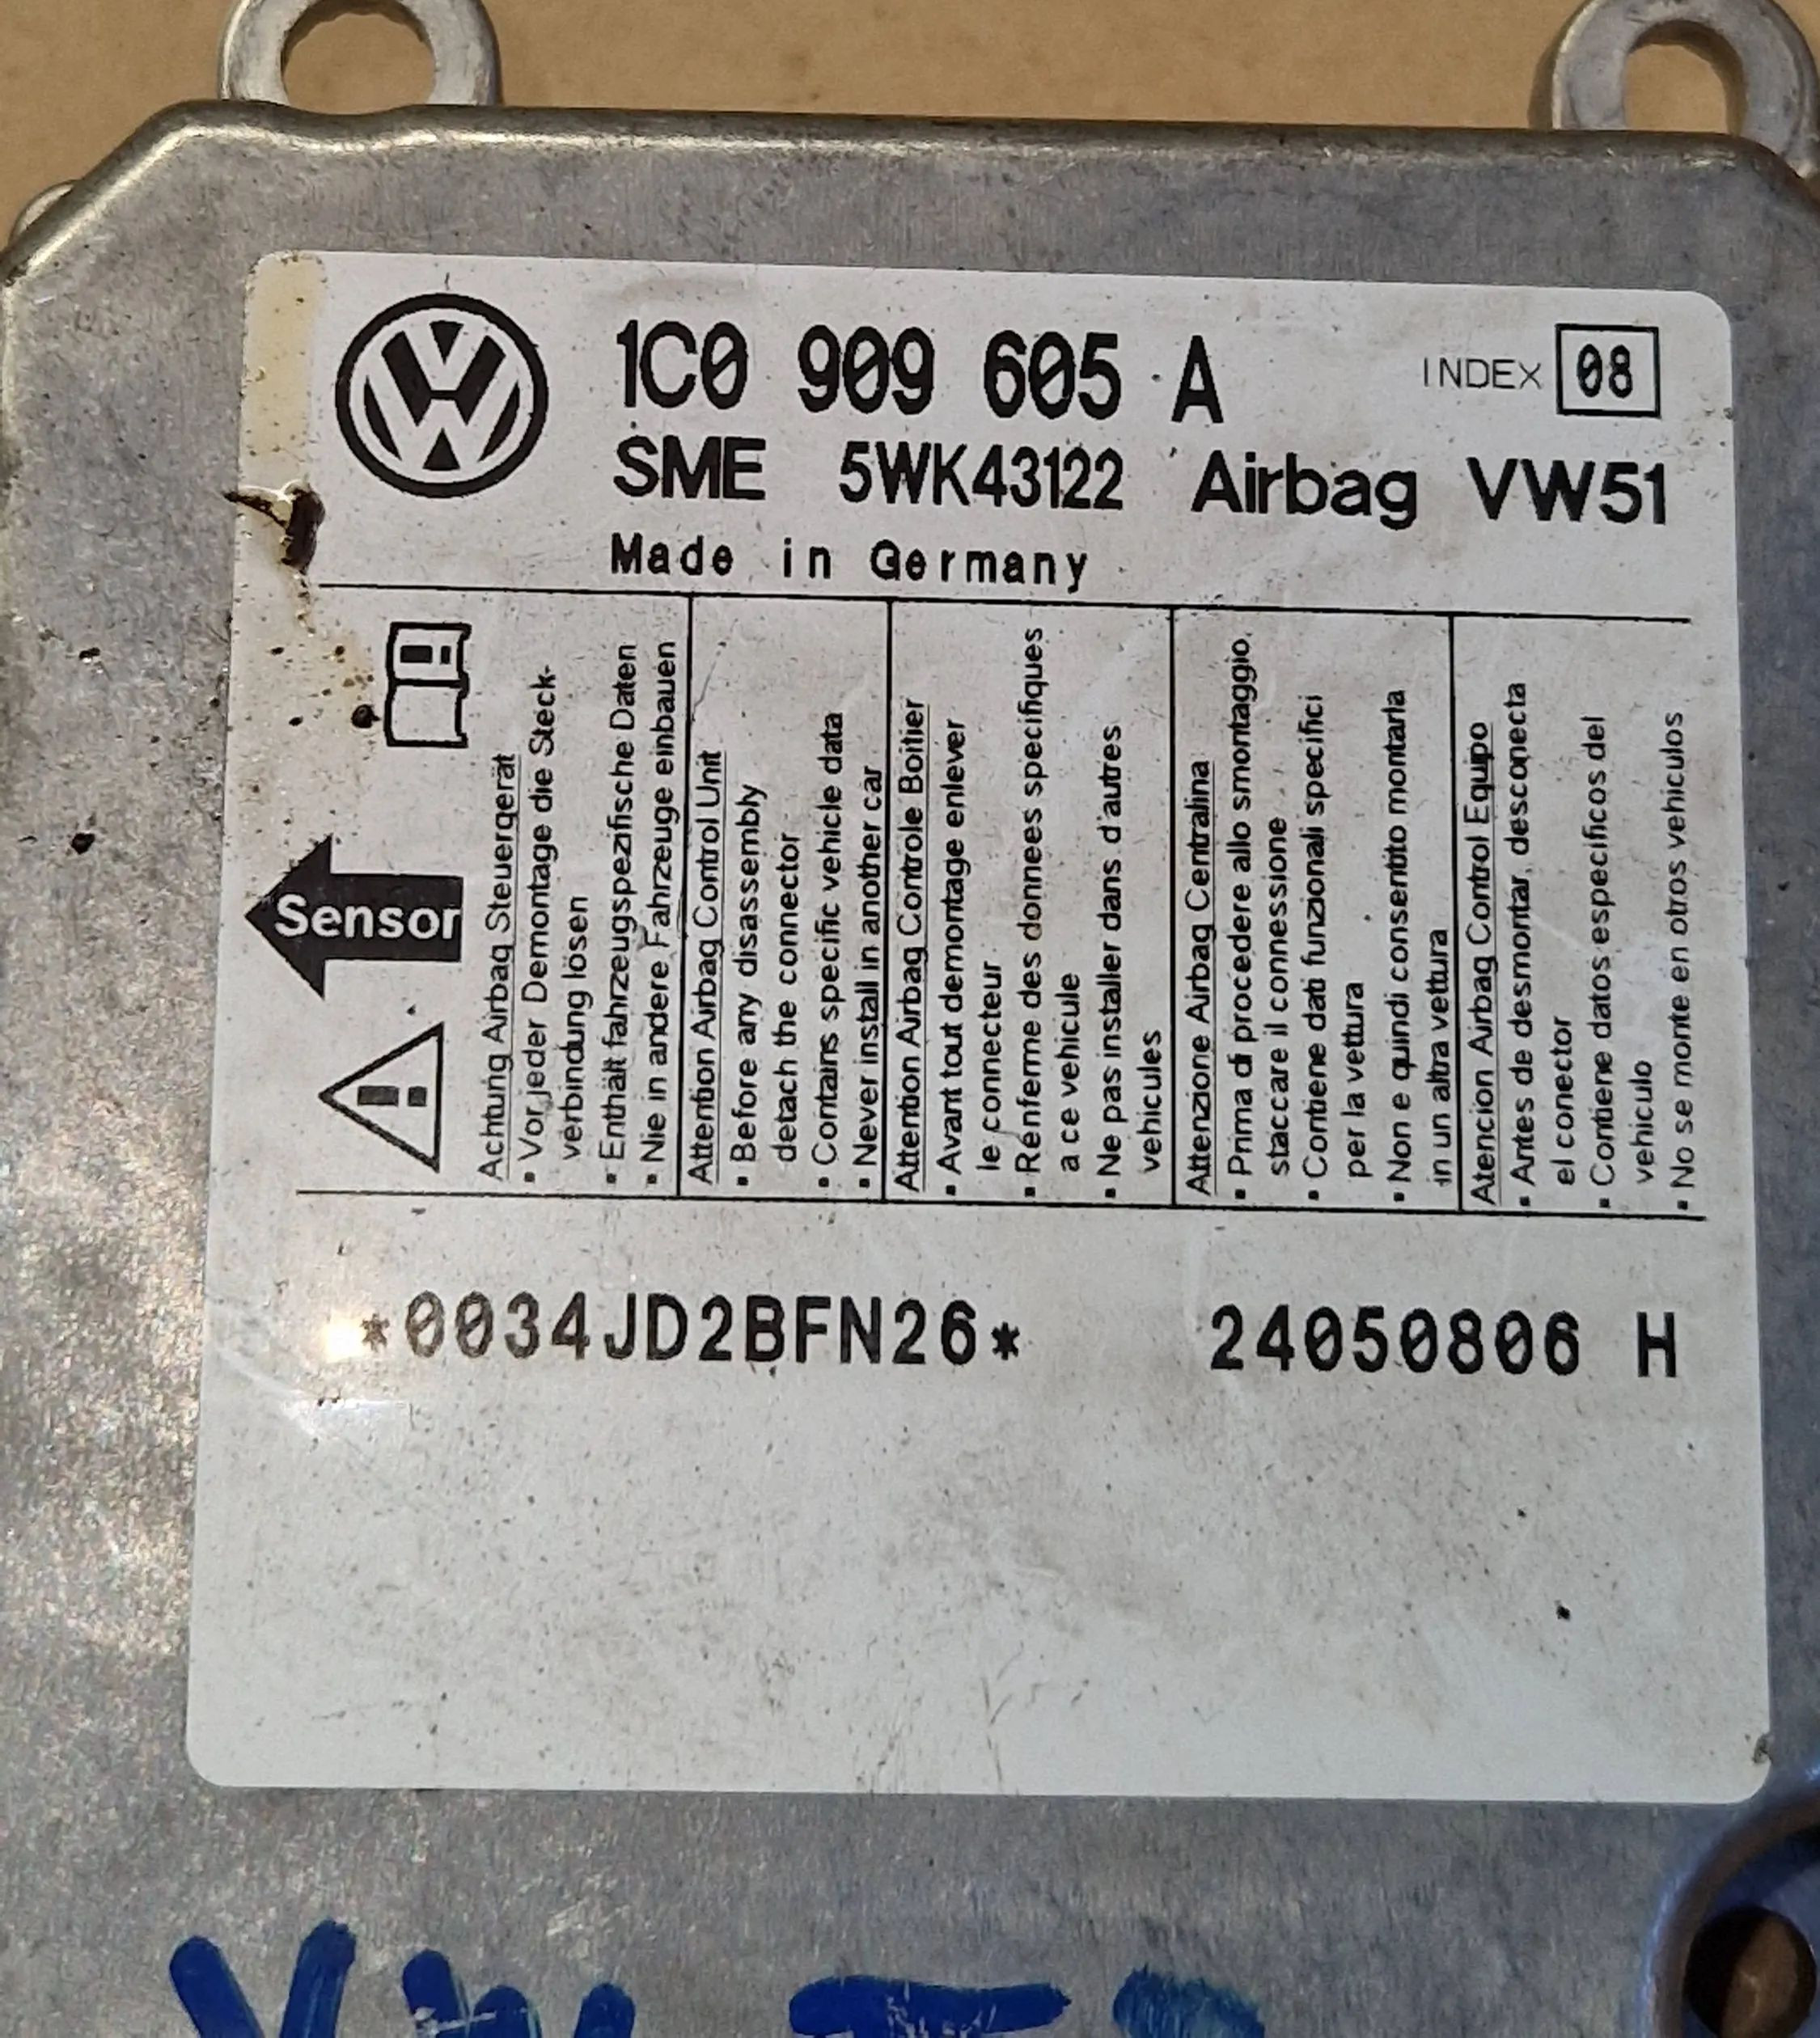 1C0 909 605 A INDEX 08
SME 5WK43122 Airbag VW51
Made in Germany
Sensor
Achtung Airbag Steuergerät
• Vor jeder Demontage die Steck-
verbindung lösen
• Enthält fahrzeugspezifische Daten
• Nie in andere Fahrzeuge einbauen
Attention Airbag Control Unit
• Before any disassembly
detach the connector
• Contains specific vehicle data
• Never install in another car
Attention Airbag Controle Boitier
• Avant tout demontage enlever
le connecteur
• Renferme des donnees specifiques
a ce vehicule
• Ne pas installer dans d'autres
vehicules
Attenzione Airbag Centralina
• Prima di procedere allo smontaggio
staccare il connessione
• Contiene dati funzionali specifici
per la vettura
• Non e quindi consentito montarla
in un altra vettura
Atencion Airbag Control Equipo
• Antes de desmontar, desconecta
el conector
• Contiene datos especificos del
vehiculo
• No se monte en otros vehiculos
*0034JD2BFN26* 24050806 H
VW